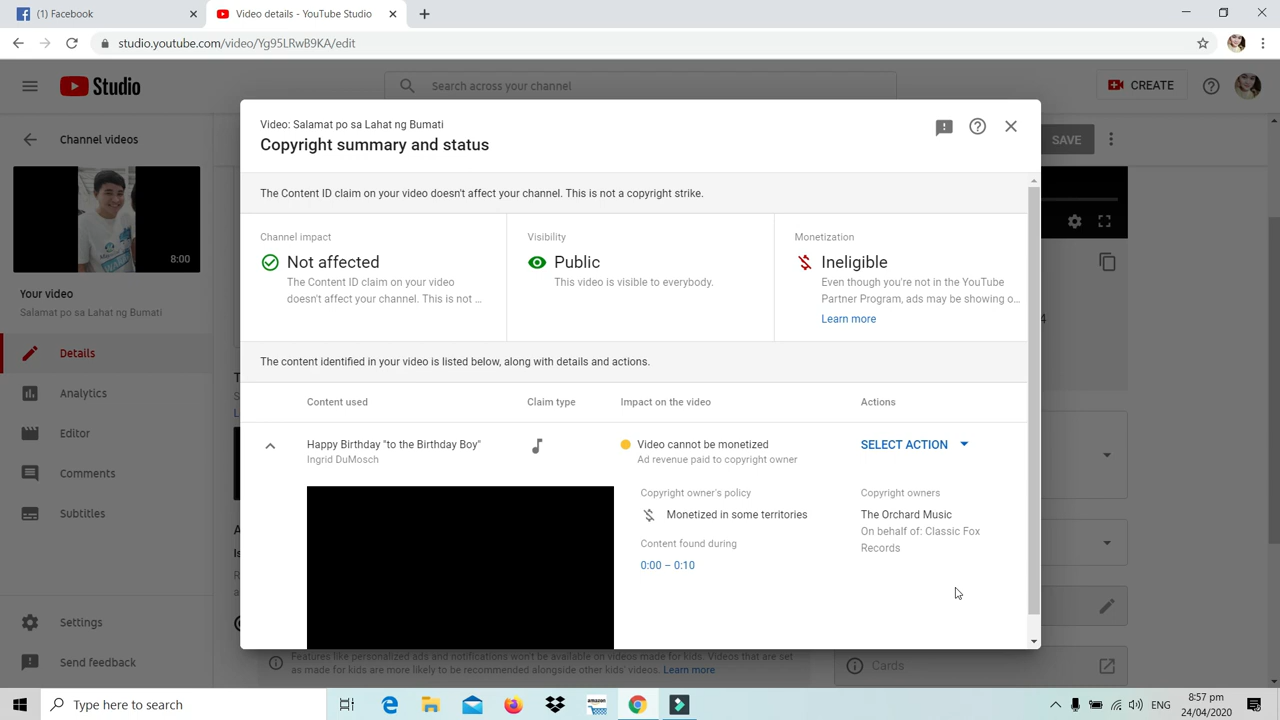 (1) Facebook
Video details - YouTube Studio
studio.youtube.com/video/Yg95LRwB9KA/edit
Studio
Search across your channel
CREATE
Channel videos
8:00
Your video
Salamat po sa Lahat ng Bumati
Details
Analytics
Editor
Comments
Subtitles
Settings
Send feedback
SAVE
Video: Salamat po sa Lahat ng Bumati
Copyright summary and status
The Content ID claim on your video doesn't affect your channel. This is not a copyright strike.
Channel impact
Not affected
The Content ID claim on your video
doesn't affect your channel. This is not ...
Visibility
Public
This video is visible to everybody.
Monetization
Ineligible
Even though you're not in the YouTube
Partner Program, ads may be showing o...
Learn more
The content identified in your video is listed below, along with details and actions.
Content used
Claim type
Impact on the video
Actions
Happy Birthday "to the Birthday Boy"
Ingrid DuMosch
Video cannot be monetized
Ad revenue paid to copyright owner
SELECT ACTION
Copyright owner's policy
Monetized in some territories
Content found during
0:00 – 0:10
Copyright owners
The Orchard Music
On behalf of: Classic Fox
Records
Features like personalized ads and notifications won't be available on videos made for kids. Videos that are set
as made for kids are more likely to be recommended alongside other kids' videos. Learn more
Cards
Type here to search
amazon
ENG
8:57 pm
24/04/2020